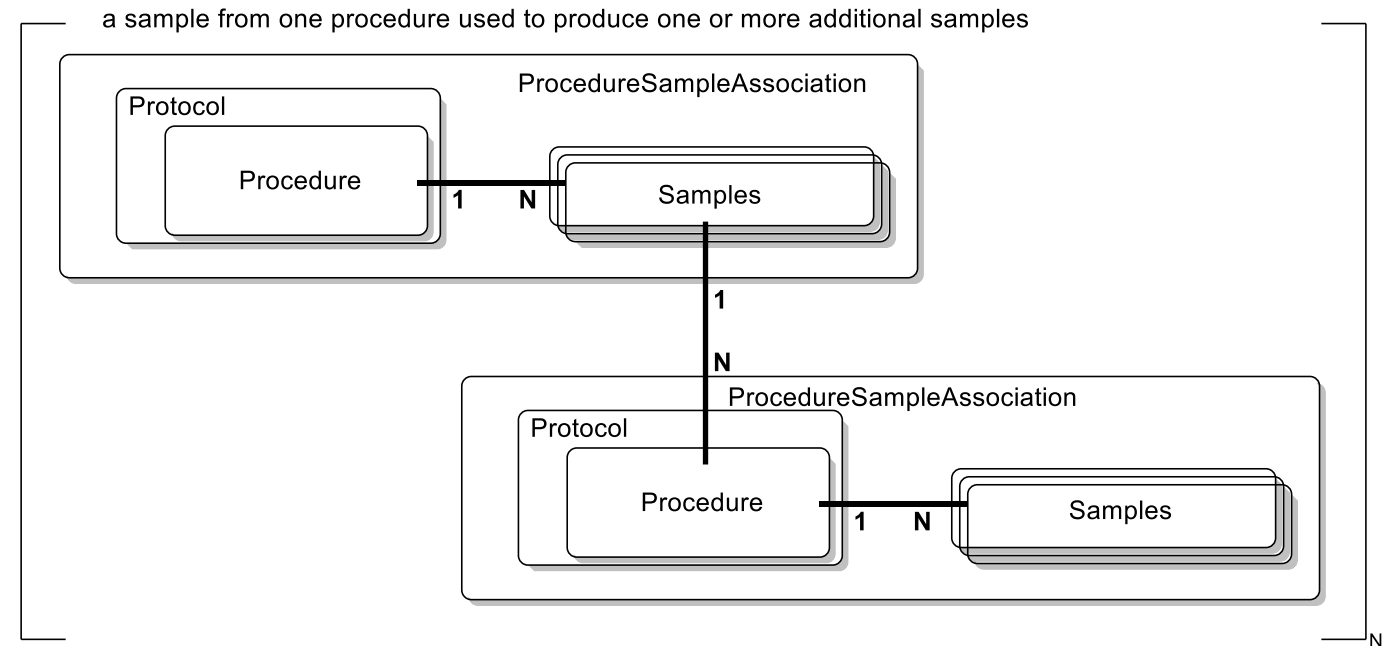 a sample from one procedure used to produce one or more additional samples
ProcedureSampleAssociation
Protocol
Procedure
1
N
Samples
1
N
ProcedureSampleAssociation
Protocol
Procedure
1
N
Samples
N